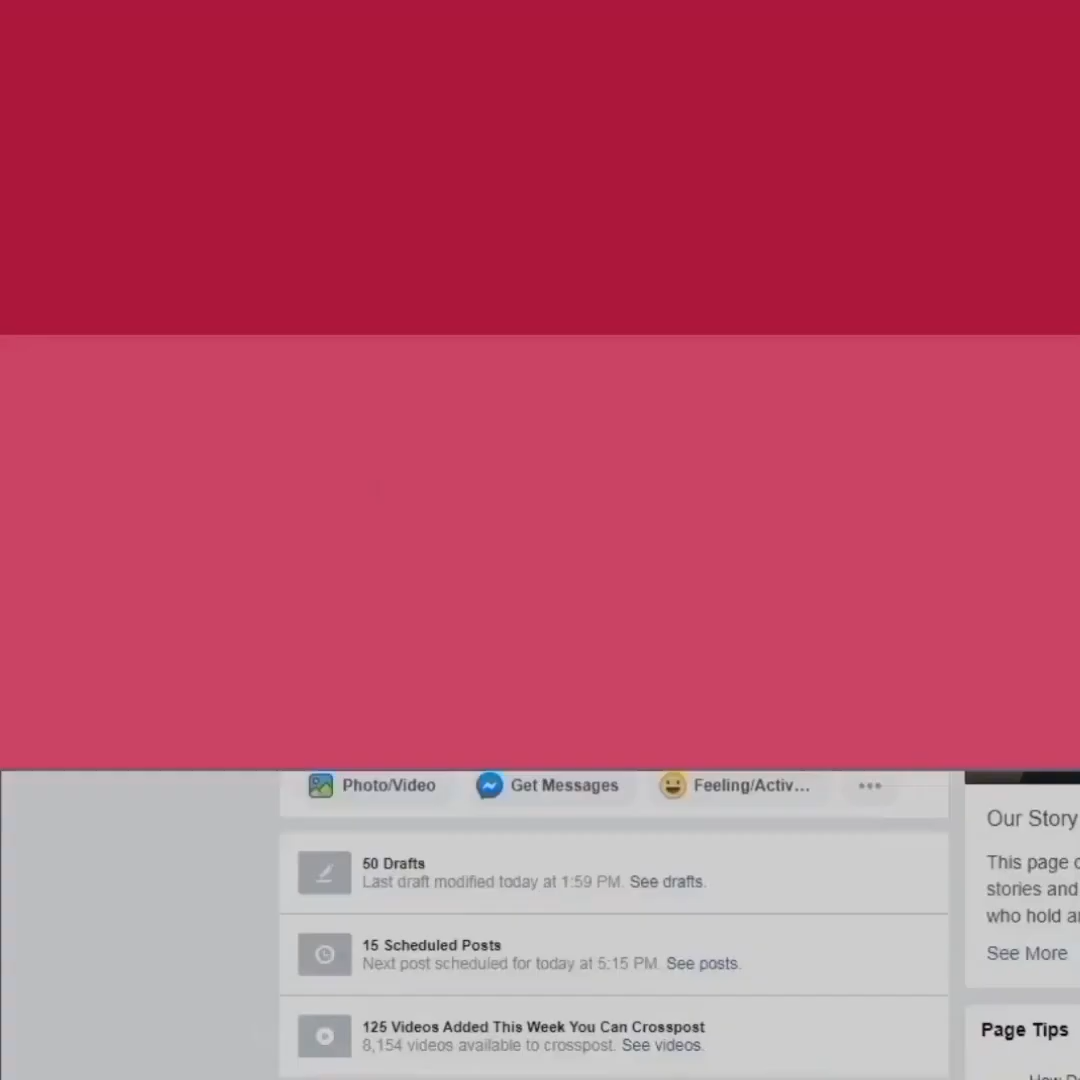 Photo/Video
Get Messages
Feeling/Activ...
50 Drafts
Last draft modified today at 1:59 PM. See drafts.
15 Scheduled Posts
Next post scheduled for today at 5:15 PM. See posts.
125 Videos Added This Week You Can Crosspost
8,154 videos available to crosspost. See videos.
Our Story
This page
stories and
who hold
See More
Page Tips